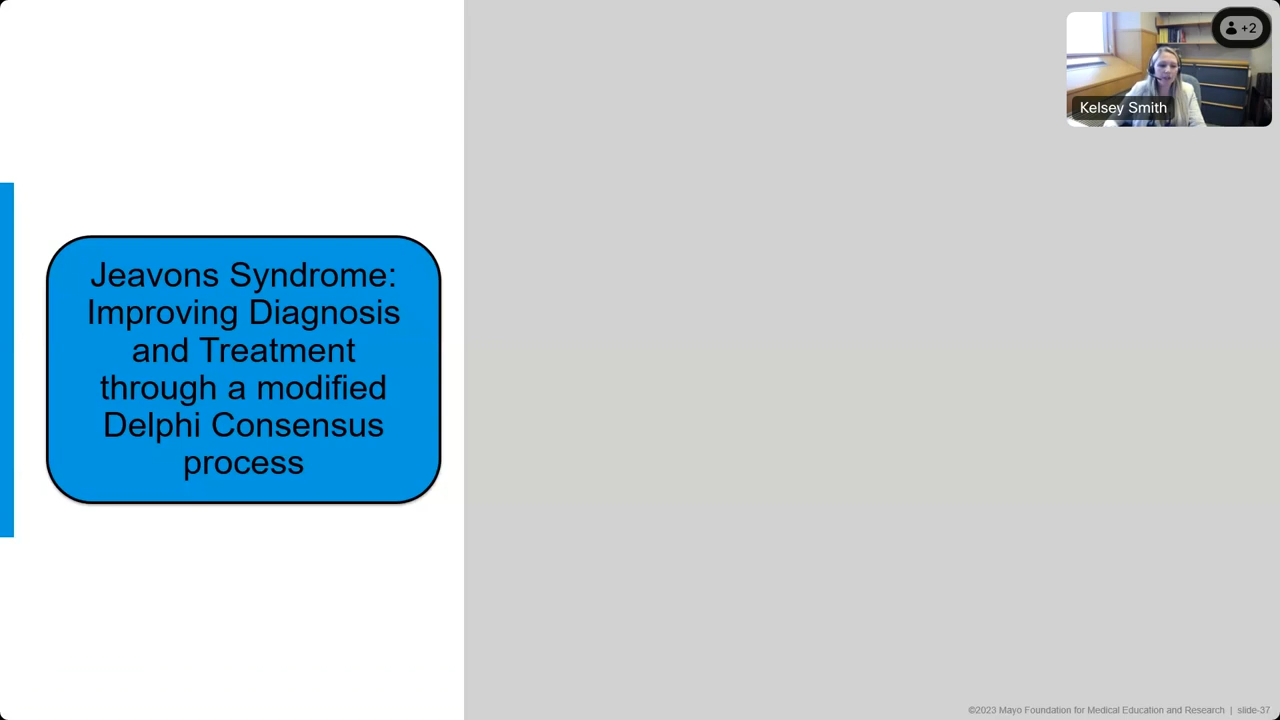 +2
Kelsey Smith
Jeavons Syndrome:
Improving Diagnosis
and Treatment
through a modified
Delphi Consensus
process
©2023 Mayo Foundation for Medical Education and Research | slide-37